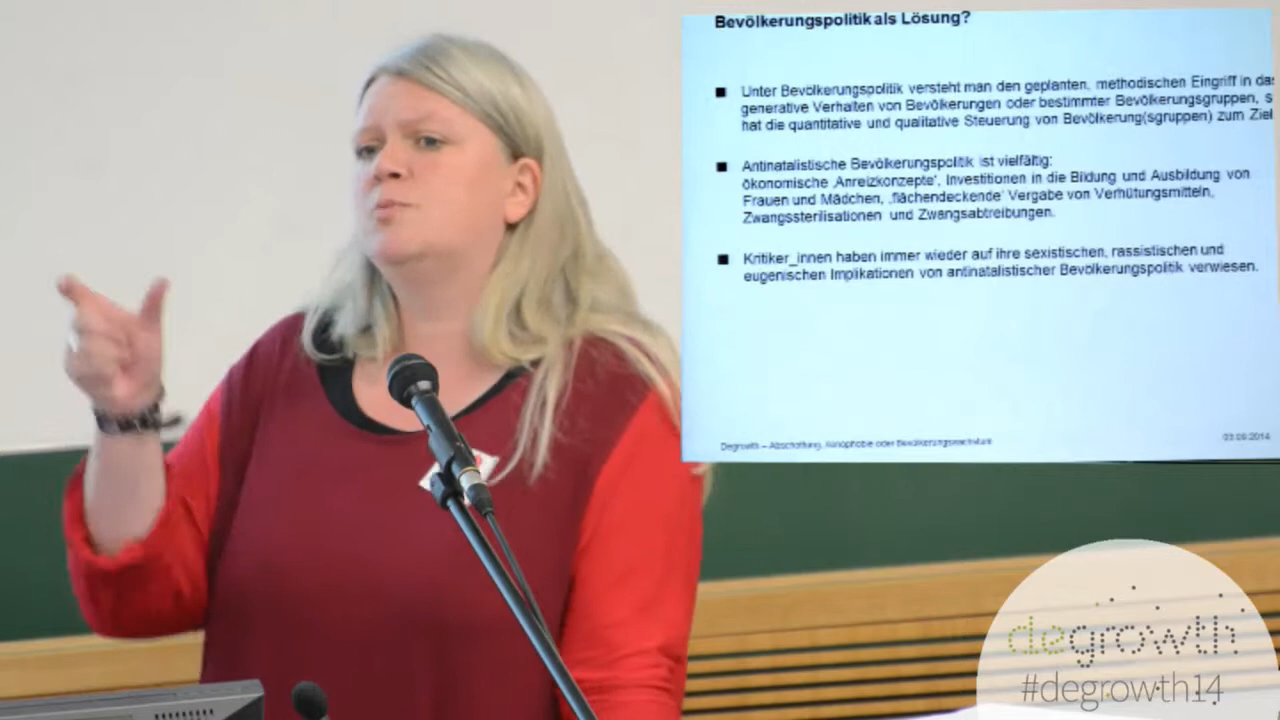 Bevölkerungspolitik als Lösung?
Unter Bevölkerungspolitik versteht man den geplanten, methodischen Eingriff in das
generative Verhalten von Bevölkerungen oder bestimmter Bevölkerungsgruppen, s
hat die quantitative und qualitative Steuerung von Bevölkerung(sgruppen) zum Ziel
Antinatalistische Bevölkerungspolitik ist vielfältig:
ökonomische ‚Anreizkonzepte', Investitionen in die Bildung und Ausbildung von
Frauen und Mädchen, ‚flächendeckende' Vergabe von Verhütungsmitteln,
Zwangssterilisationen und Zwangsabtreibungen.
Kritiker_innen haben immer wieder auf ihre sexistischen, rassistischen und
eugenischen Implikationen von antinatalistischer Bevölkerungspolitik verwiesen.
Degrowth – Abschottung, Xenophobie oder 03.09.2014
degrowth
#degrowth14